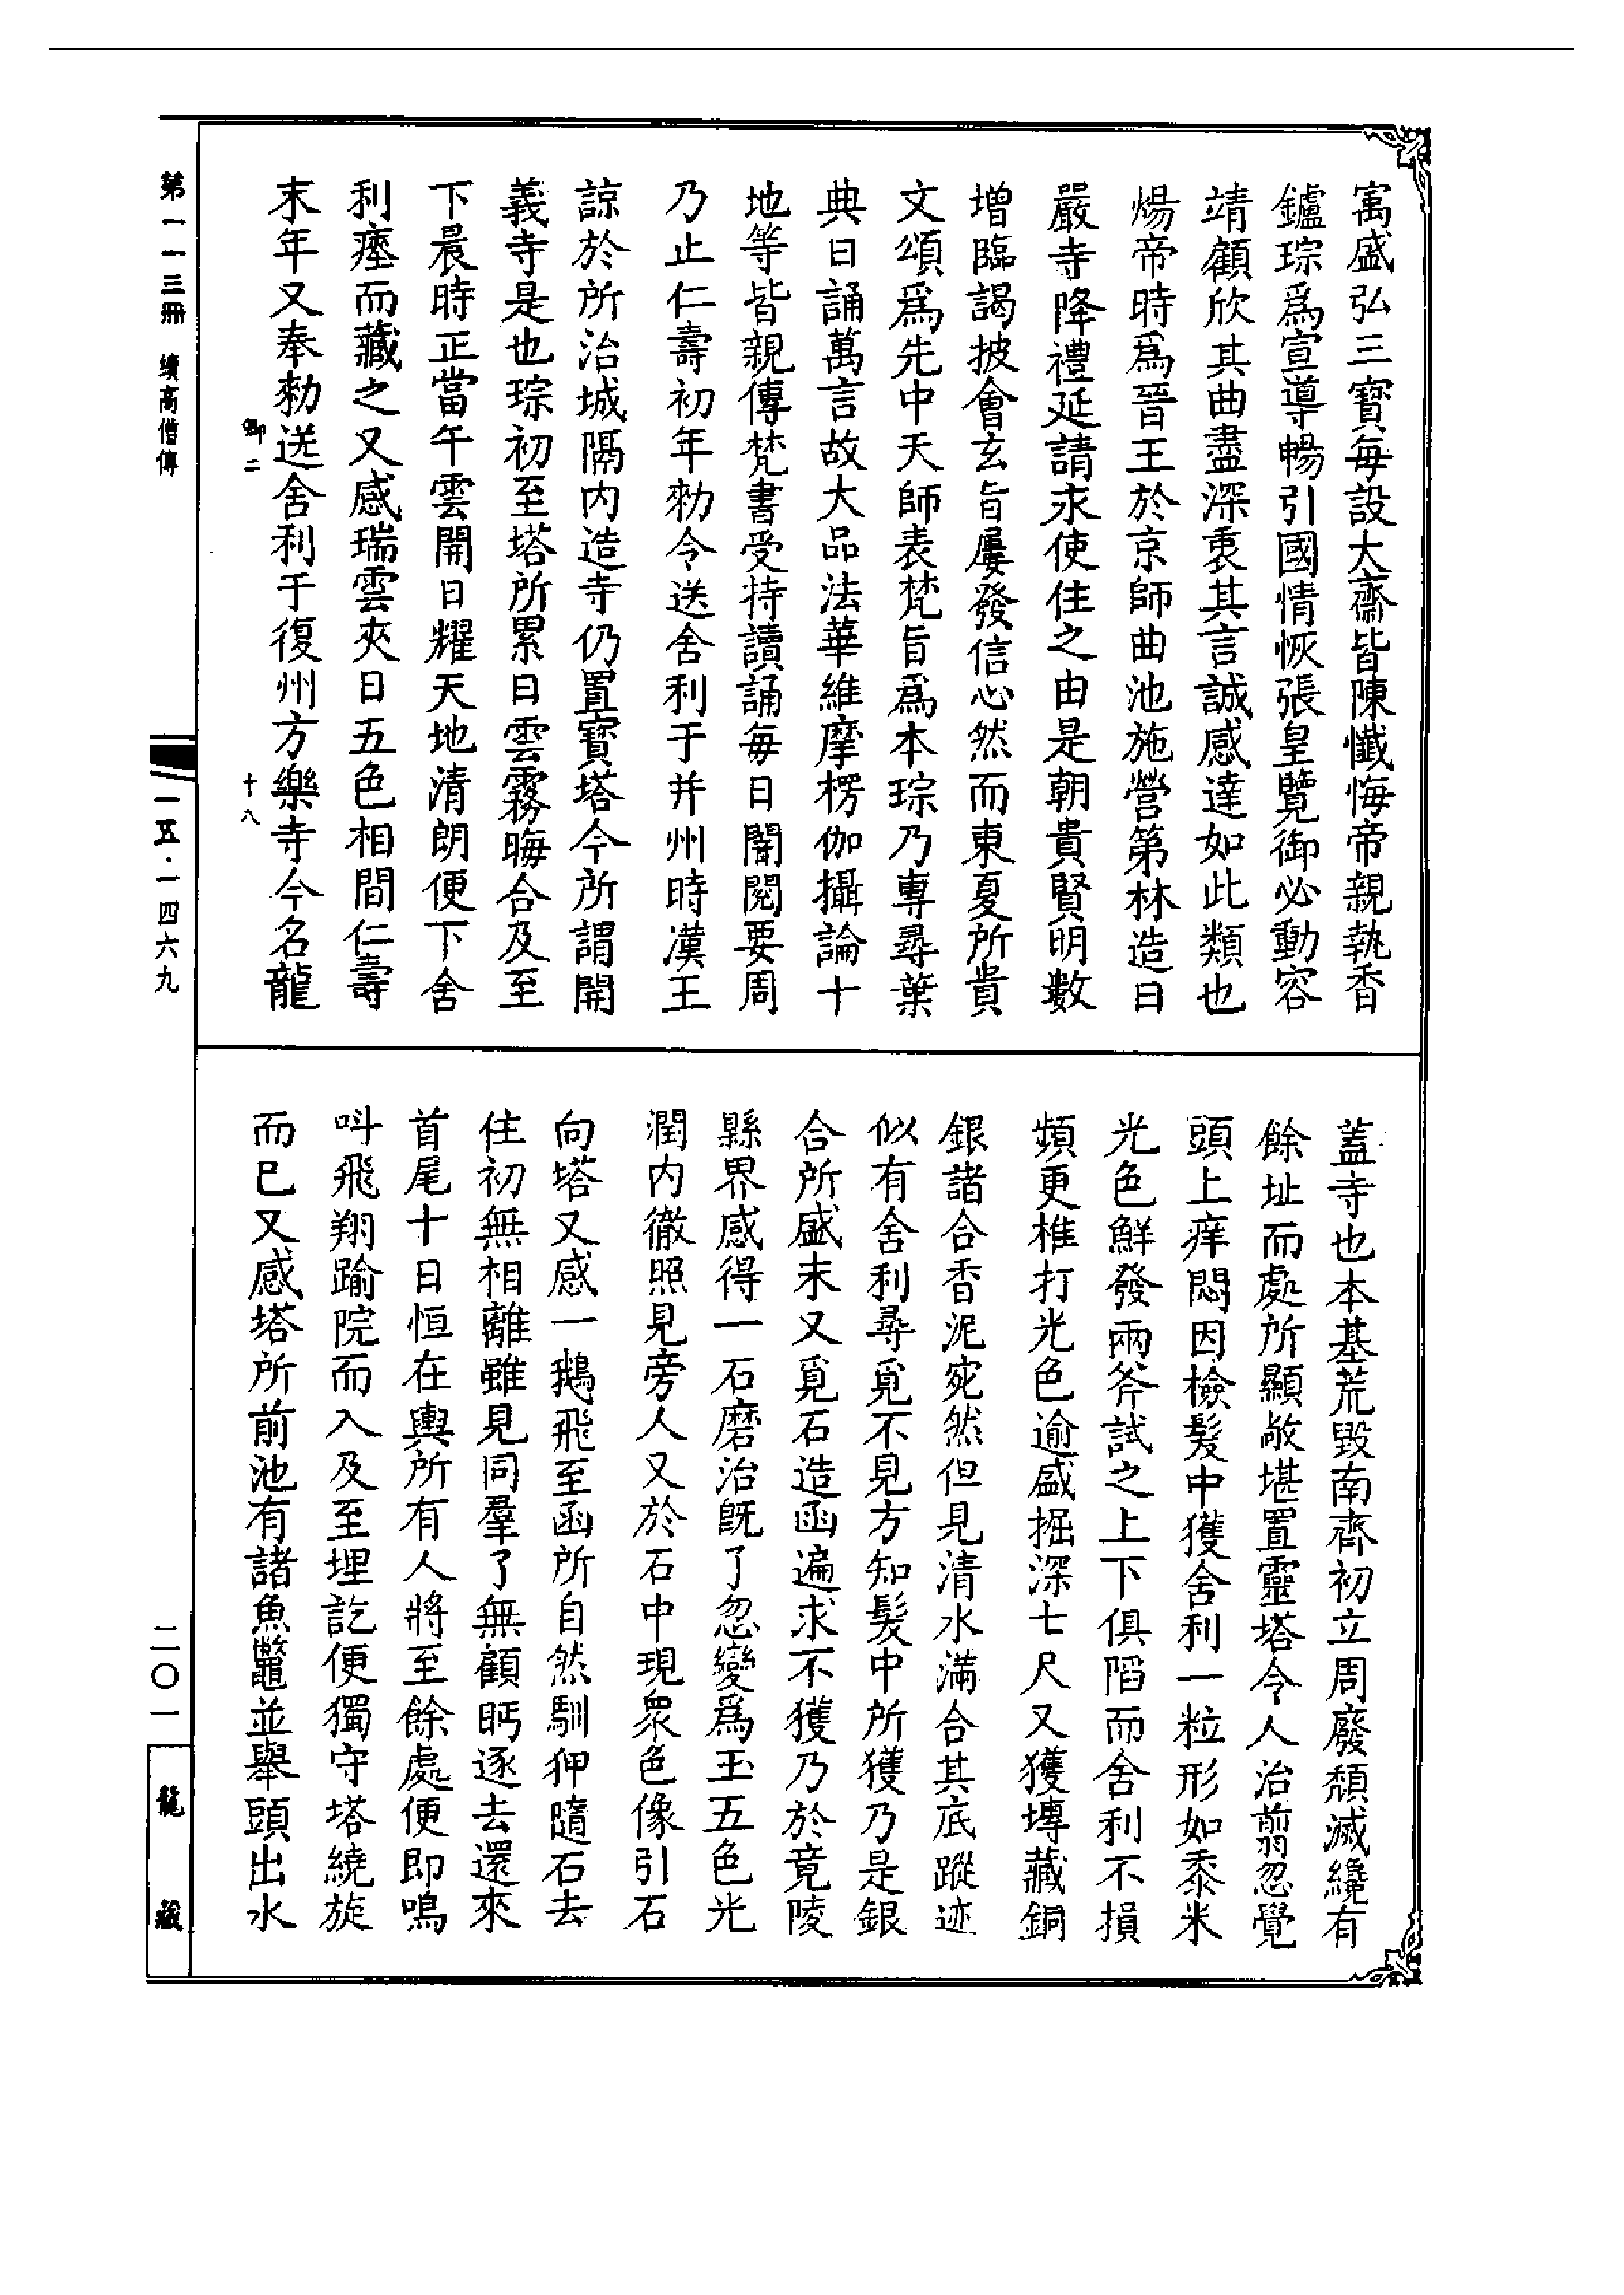 寓盛弘三寶每設大齋皆陳懺悔帝親執香
鑪琮爲宣導暢引國情恢張皇覽御必動容
靖顧欣其曲盡深衷其言誠感達如此類也
煬帝時爲晉王於京師曲池施營第林造日
嚴寺降禮延請求使住之由是朝貴賢明數
增臨謁披會玄旨屢發信心然而東夏所貴
文頌爲先中天師表梵旨爲本琮乃專尋葉
典日誦萬言故大品法華維摩楞伽攝論十
地等皆親傳梵書受持讀誦每日闇閱要周
乃止仁壽初年勑令送舍利于并州時漢王
諒於所治城隅内造寺仍置寶塔今所謂開
義寺是也琮初至塔所累日雲霧晦合及至
下晨時正當午雲開日耀天地清朗便下舍
利瘞而藏之又感瑞雲夾日五色相間仁壽
末年又奉勑送舍利于復州方樂寺今名龍
卿二 十八
蓋寺也本基荒毀南齊初立周廢頹滅纔有
餘址而處所顯敞堪置靈塔令人治翦忽覺
頭上痒悶因檢髮中獲舍利一粒形如黍米
光色鮮發兩斧試之上下俱陷而舍利不損
頻更椎打光色逾盛掘深七尺又獲塼藏銅
銀諸合香泥宛然但見清水滿合其底蹤迹
似有舍利尋覓不見方知髮中所獲乃是銀
合所盛末又覓石造函遍求不獲乃於竟陵
縣界感得一石磨治旣了忽變爲玉五色光
潤内徹照見旁人又於石中現衆色像引石
向塔又感一鵝飛至函所自然馴狎隨石去
住初無相離雖見同羣了無顧眄逐去還來
首尾十日恒在輿所有人將至餘處便即鳴
叫飛翔踰院而入及至埋訖便獨守塔繞旋
而已又感塔所前池有諸魚鼈並舉頭出水
第一一三冊 續高僧傳
一五·一四六九
二〇一
龍藏